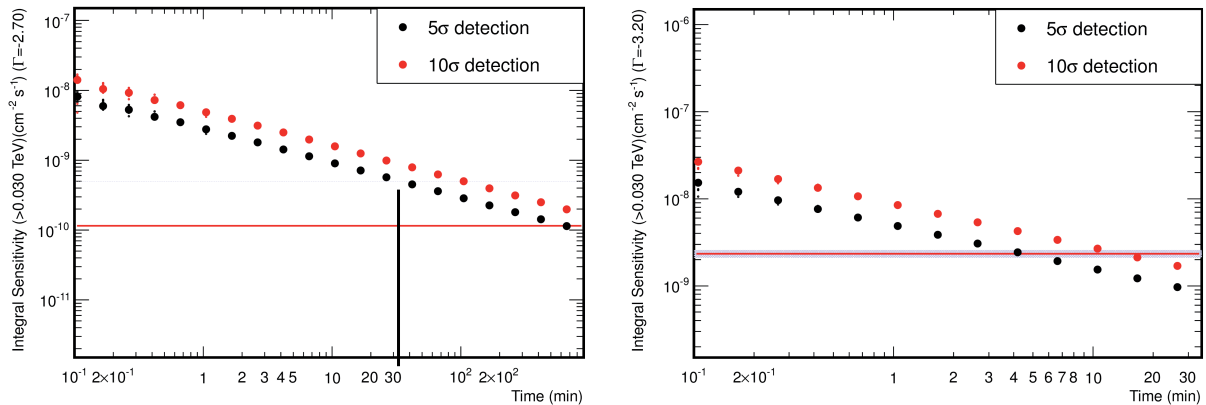 Integral Sensitivity (>0.030 TeV)(cm⁻² s⁻¹) (Γ=-2.70)
5σ detection
10σ detection
10⁻⁷
10⁻⁸
10⁻⁹
10⁻¹⁰
10⁻¹¹
10⁻¹ 2×10⁻¹ 1 2 3 4 5 10 20 30 10² 2×10²
Time (min)
Integral Sensitivity (>0.030 TeV)(cm⁻² s⁻¹) (Γ=-3.20)
5σ detection
10σ detection
10⁻⁶
10⁻⁷
10⁻⁸
10⁻⁹
10⁻¹ 2×10⁻¹ 1 2 3 4 5 6 7 8 10 20 30
Time (min)